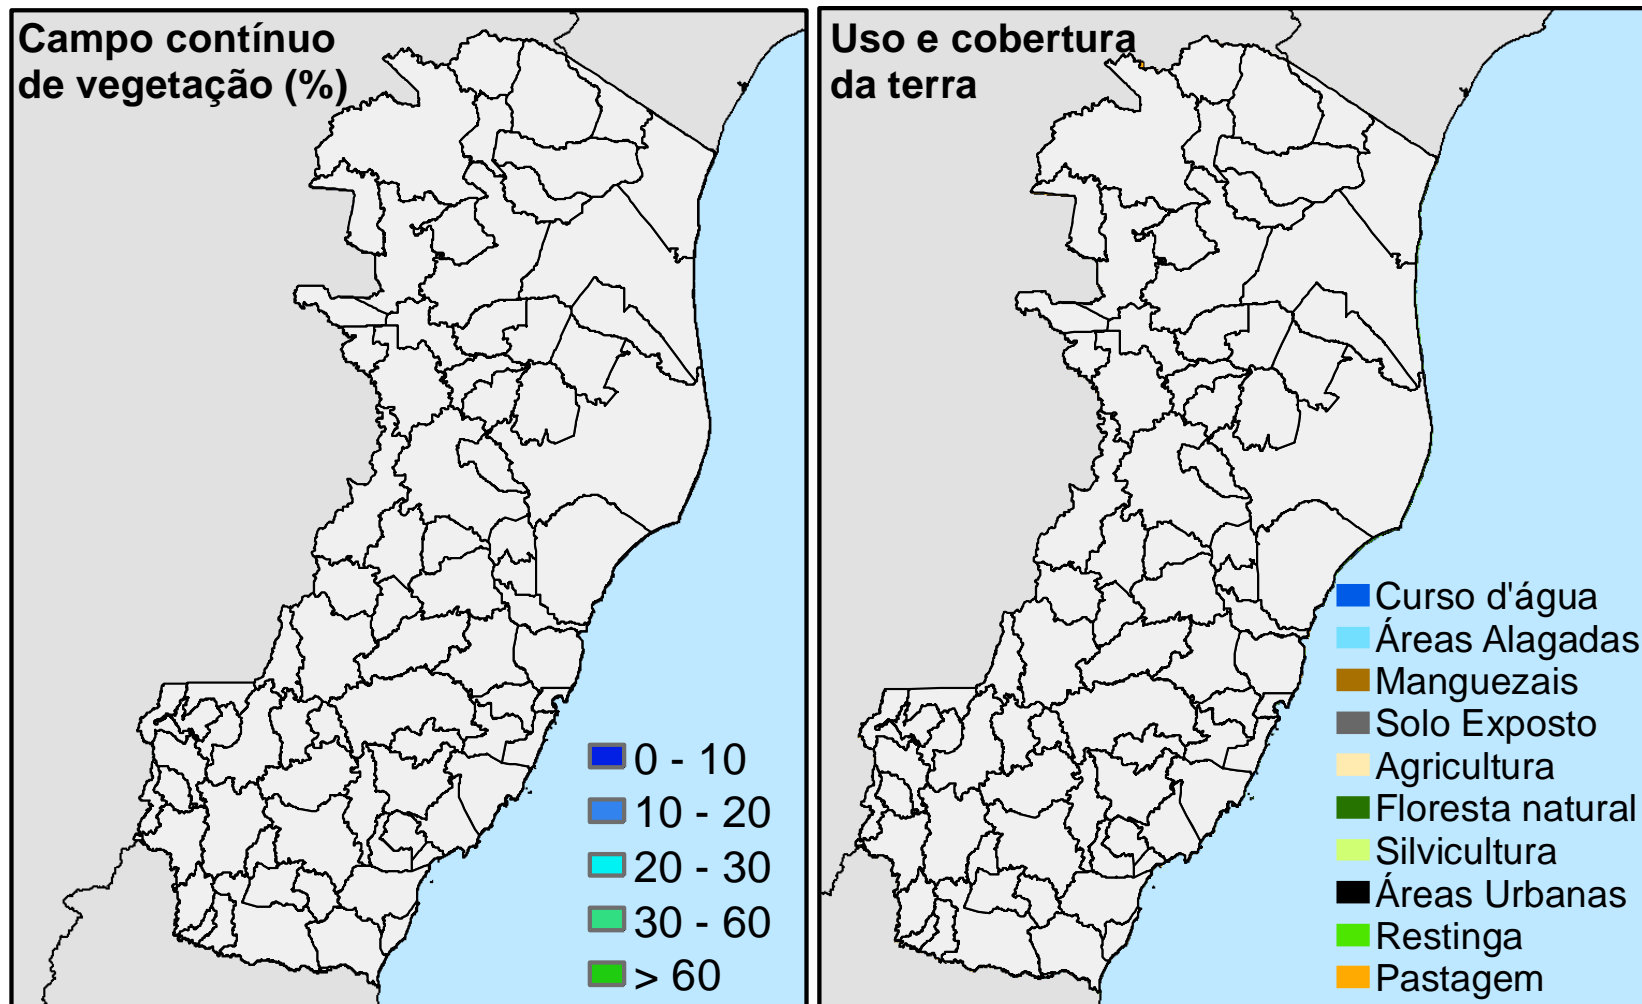 Campo contínuo
de vegetação (%)
0 - 10
10 - 20
20 - 30
30 - 60
> 60
Uso e cobertura
da terra
Curso d'água
Áreas Alagadas
Manguezais
Solo Exposto
Agricultura
Floresta natural
Silvicultura
Áreas Urbanas
Restinga
Pastagem